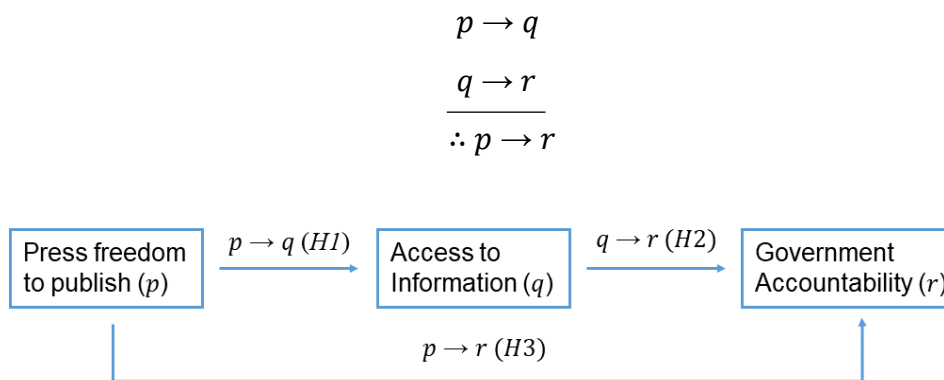 p → q
q → r
∴ p → r
Press freedom
to publish (p)
p → q (H1)
Access to
Information (q)
q → r (H2)
Government
Accountability (r)
p → r (H3)